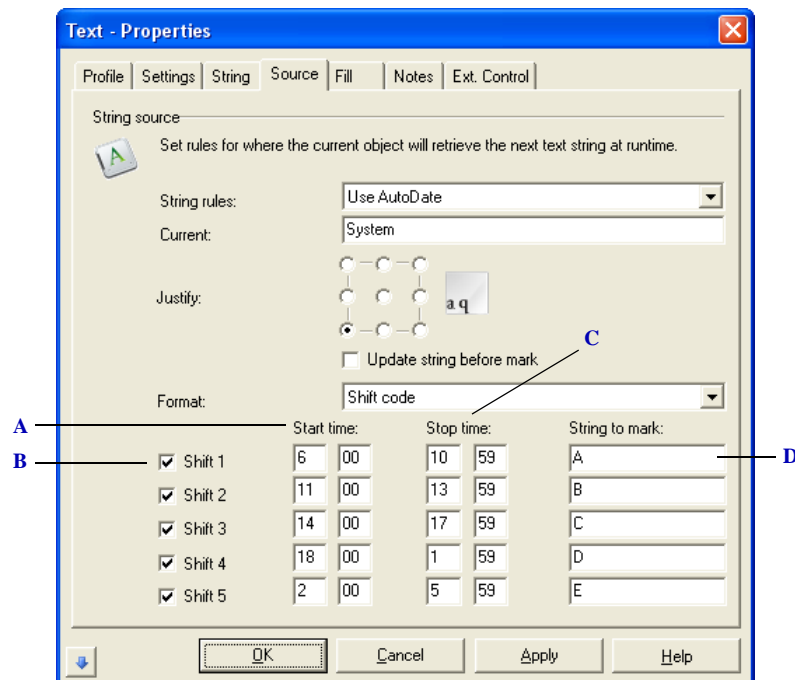 Text - Properties
Profile Settings String Source Fill Notes Ext. Control
String source
Set rules for where the current object will retrieve the next text string at runtime.
String rules: Use AutoDate
Current: System
Justify: a q
Update string before mark
C
Format: Shift code
A Start time: Stop time: String to mark:
B Shift 1 6 00 10 59 A D
Shift 2 11 00 13 59 B
Shift 3 14 00 17 59 C
Shift 4 18 00 1 59 D
Shift 5 2 00 5 59 E
OK Cancel Apply Help